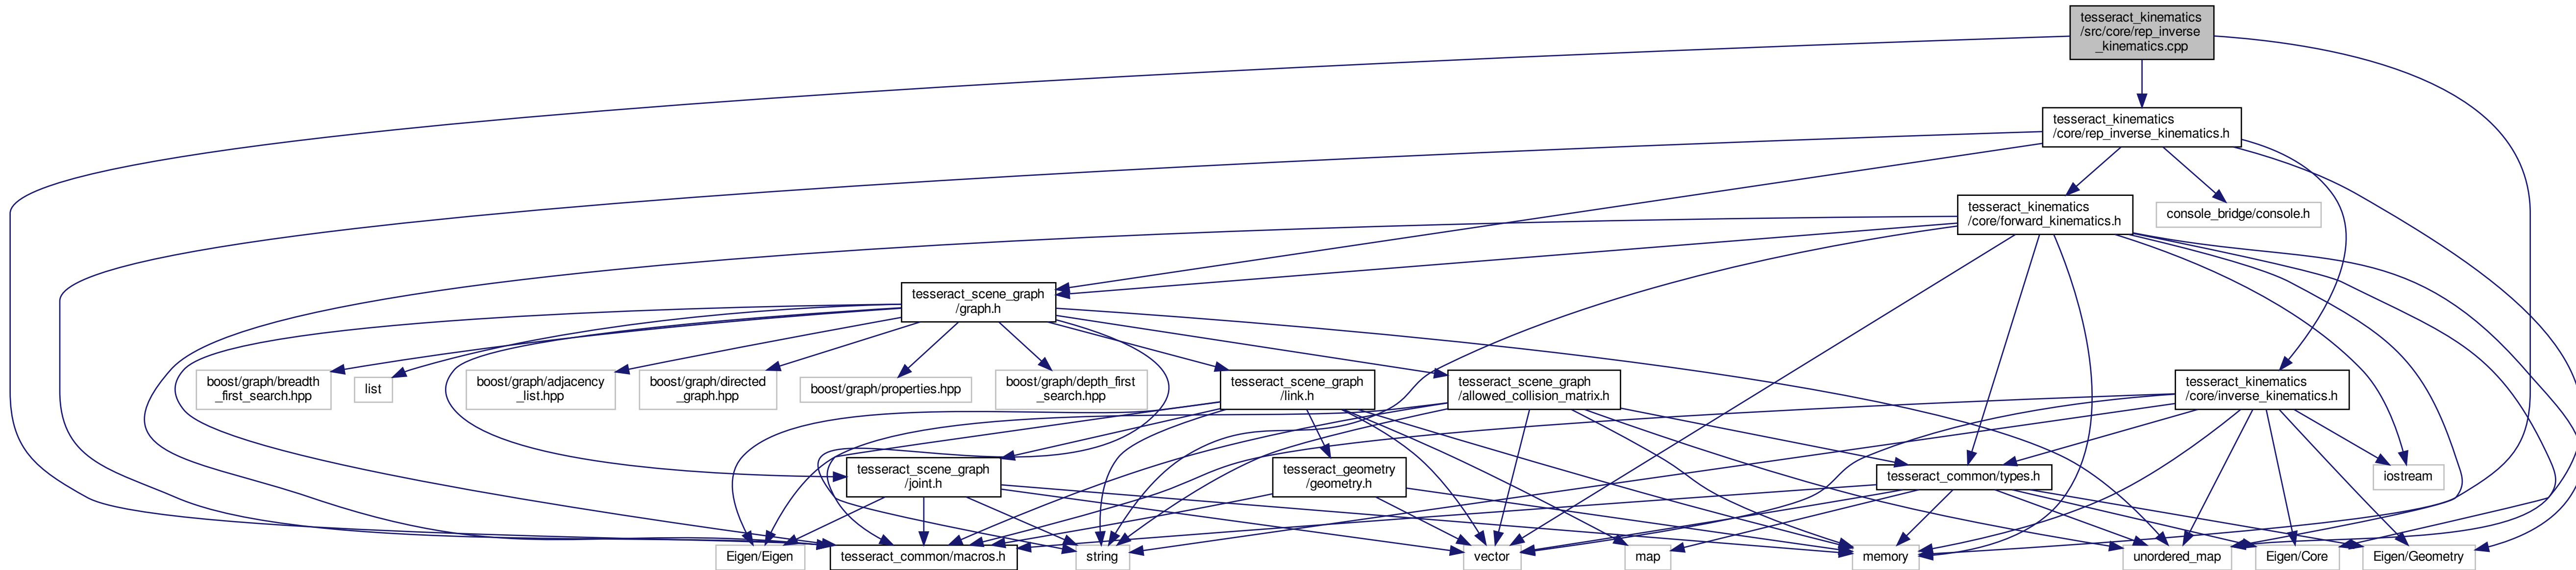 tesseract_kinematics
/src/core/rep_inverse
_kinematics.cpp
tesseract_kinematics
/core/rep_inverse_kinematics.h
tesseract_kinematics
/core/forward_kinematics.h
console_bridge/console.h
tesseract_scene_graph
/graph.h
boost/graph/breadth
_first_search.hpp
list
boost/graph/adjacency
_list.hpp
boost/graph/directed
_graph.hpp
boost/graph/properties.hpp
boost/graph/depth_first
_search.hpp
tesseract_scene_graph
/link.h
tesseract_scene_graph
/allowed_collision_matrix.h
tesseract_kinematics
/core/inverse_kinematics.h
tesseract_scene_graph
/joint.h
tesseract_geometry
/geometry.h
tesseract_common/types.h
iostream
Eigen/Eigen
tesseract_common/macros.h
string
vector
map
memory
unordered_map
Eigen/Core
Eigen/Geometry